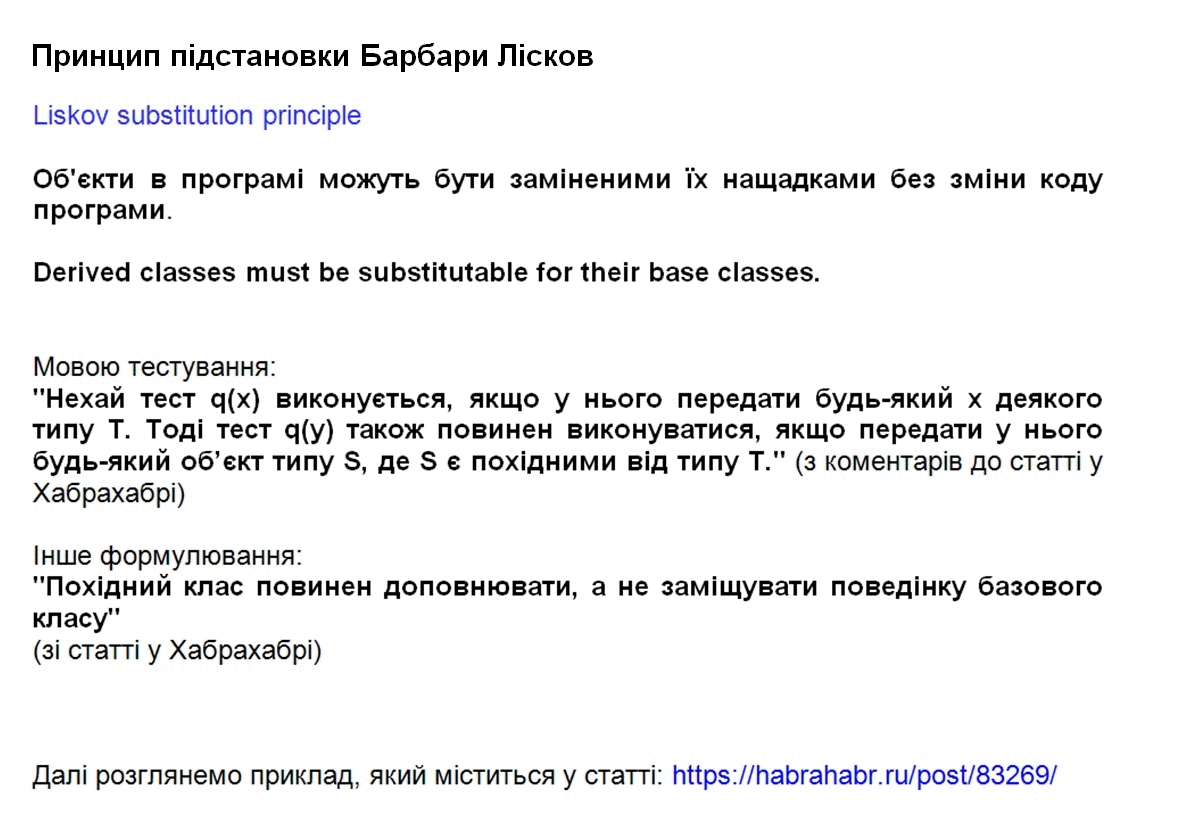 Принцип підстановки Барбари Лісков
Liskov substitution principle
Об'єкти в програмі можуть бути заміненими їх нащадками без зміни коду
програми.
Derived classes must be substitutable for their base classes.
Мовою тестування:
"Нехай тест q(x) виконується, якщо у нього передати будь-який x деякого
типу T. Тоді тест q(y) також повинен виконуватися, якщо передати у нього
будь-який об’єкт типу S, де S є похідними від типу T." (з коментарів до статті у
Хабрахабрі)
Інше формулювання:
"Похідний клас повинен доповнювати, а не заміщувати поведінку базового
класу"
(зі статті у Хабрахабрі)
Далі розглянемо приклад, який міститься у статті: https://habrahabr.ru/post/83269/